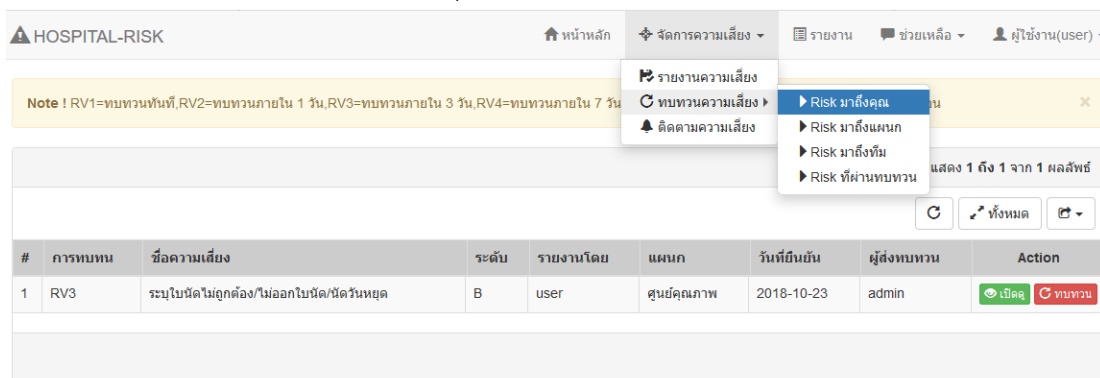 HOSPITAL-RISK หน้าหลัก จัดการความเสี่ยง รายงาน ช่วยเหลือ ผู้ใช้งาน(user)
รายงานความเสี่ยง
ทบทวนความเสี่ยง
ติดตามความเสี่ยง
Risk มาถึงคุณ
Risk มาถึงแผนก
Risk มาถึงทีม
Risk ที่ผ่านทบทวน
Note ! RV1=ทบทวนทันที,RV2=ทบทวนภายใน 1 วัน,RV3=ทบทวนภายใน 3 วัน,RV4=ทบทวนภายใน 7 วัน
แสดง 1 ถึง 1 จาก 1 ผลลัพธ์
ทั้งหมด
# การทบทน ชื่อความเสี่ยง ระดับ รายงานโดย แผนก วันที่ยืนยัน ผู้ส่งทบทวน Action
1 RV3 ระบุใบนัดไม่ถูกต้อง/ไม่ออกใบนัด/นัดวันหยุด B user ศูนย์คุณภาพ 2018-10-23 admin เปิดดู ทบทวน